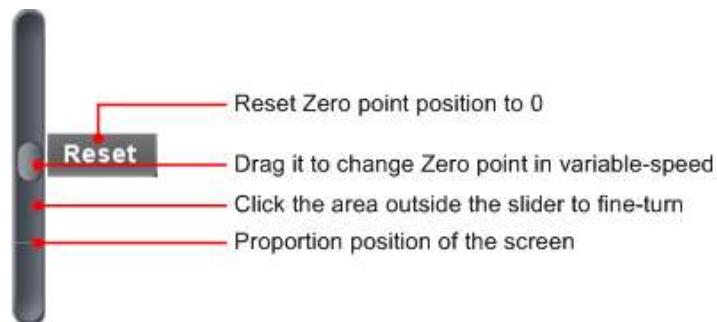 Reset Zero point position to 0
Reset
Drag it to change Zero point in variable-speed
Click the area outside the slider to fine-turn
Proportion position of the screen